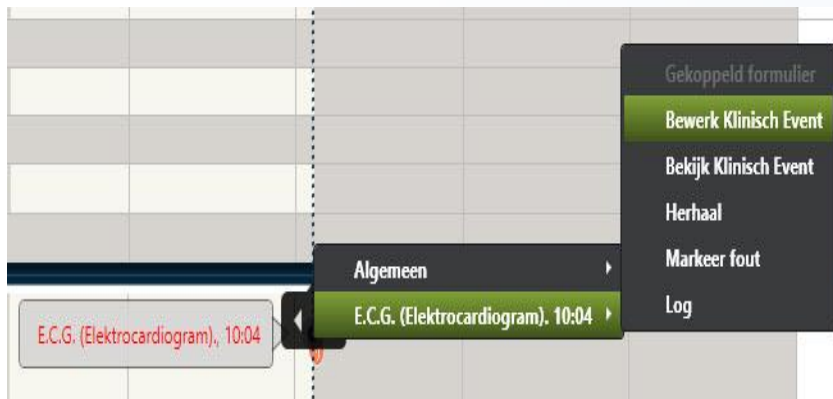 Gekoppeld formulier
Bewerk Klinisch Event
Bekijk Klinisch Event
Herhaal
Markeer fout
Log
Algemeen
E.C.G. (Elektrocardiogram). 10:04
E.C.G. (Elektrocardiogram)., 10:04